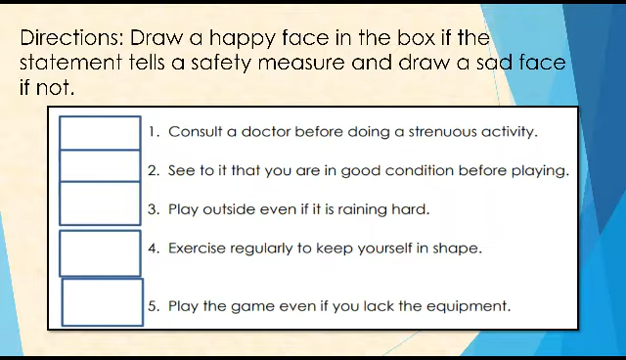 Directions: Draw a happy face in the box if the
statement tells a safety measure and draw a sad face
if not.
1. Consult a doctor before doing a strenuous activity.
2. See to it that you are in good condition before playing.
3. Play outside even if it is raining hard.
4. Exercise regularly to keep yourself in shape.
5. Play the game even if you lack the equipment.